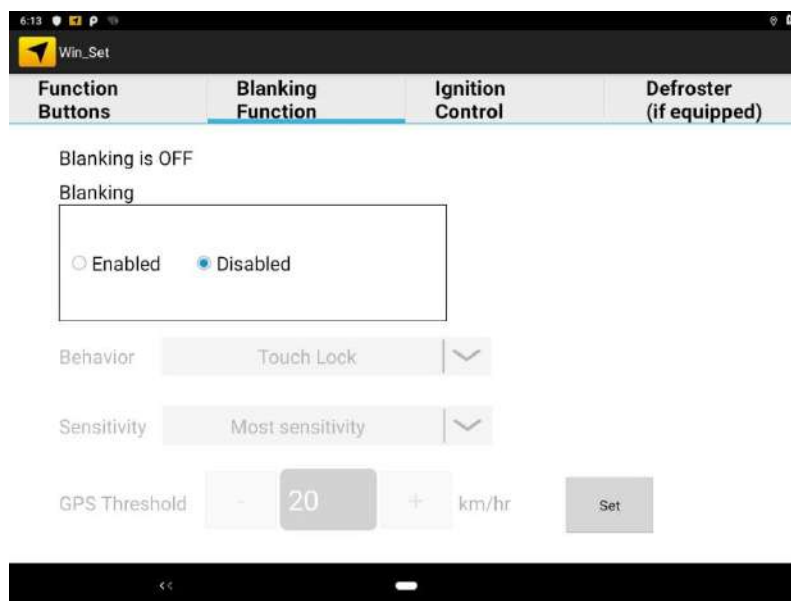 6:13
Win_Set
Function Buttons
Blanking Function
Ignition Control
Defroster (if equipped)
Blanking is OFF
Blanking
Enabled Disabled
Behavior Touch Lock
Sensitivity Most sensitivity
GPS Threshold - 20 + km/hr Set
<<